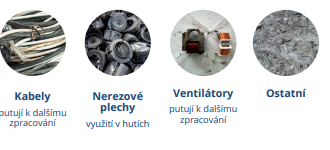 Kabely
putují k dalšímu
zpracování
Nerezové
plechy
využití v hutích
Ventilátory
putují k dalšímu
zpracování
Ostatní